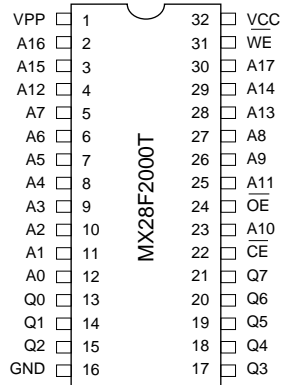 VPP 1 32 VCC
A16 2 31 W̅E̅
A15 3 30 A17
A12 4 29 A14
A7 5 28 A13
A6 6 27 A8
A5 7 26 A9
A4 8 25 A11
A3 9 24 O̅E̅
A2 10 23 A10
A1 11 22 C̅E̅
A0 12 21 Q7
Q0 13 20 Q6
Q1 14 19 Q5
Q2 15 18 Q4
GND 16 17 Q3
MX28F2000T